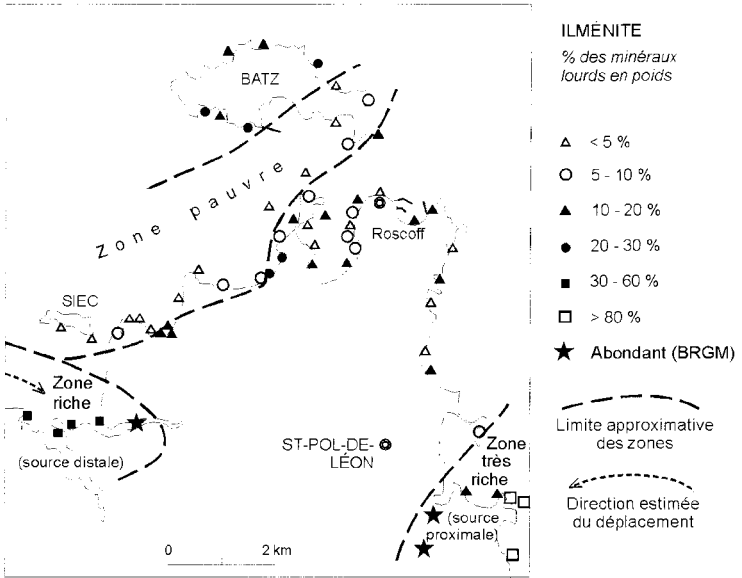 BATZ
Zone pauvre
Roscoff
SIEC
Zone
riche
(source distale)
ST-POL-DE-
LÉON
Zone
très
riche
(source
proximale)
0 2 km
ILMÉNITE
% des minéraux
lourds en poids
< 5 %
5 - 10 %
10 - 20 %
20 - 30 %
30 - 60 %
> 80 %
Abondant (BRGM)
Limite approximative
des zones
Direction estimée
du déplacement